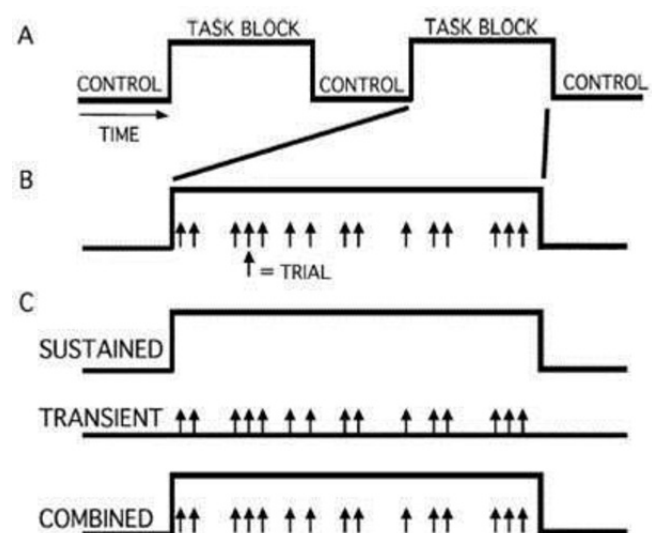 A
TASK BLOCK
TASK BLOCK
CONTROL
CONTROL
CONTROL
TIME
B
= TRIAL
C
SUSTAINED
TRANSIENT
COMBINED